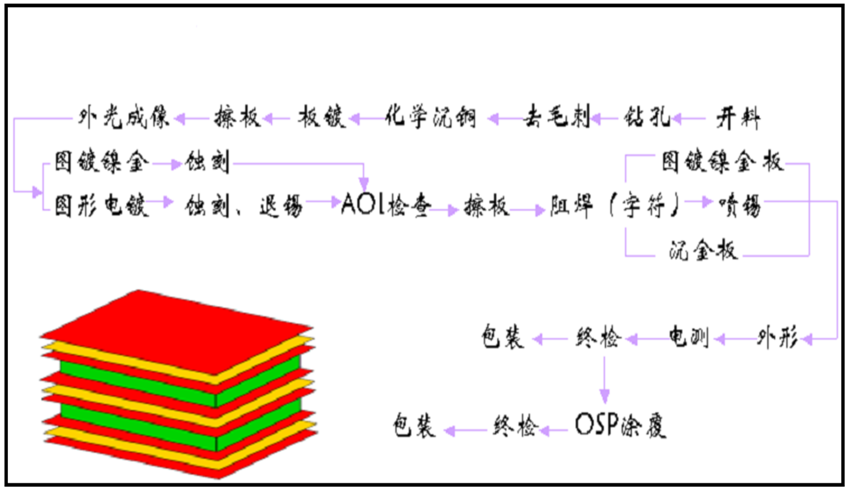 外光成像 擦板 板镀 化学沉铜 去毛刺 钻孔 开料
图镀镍金 蚀刻 图镀镍金板
图形电镀 蚀刻、退锡 AOI检查 擦板 阻焊（字符） 喷锡
沉金板
包装 终检 电测 外形
包装 终检 OSP涂覆